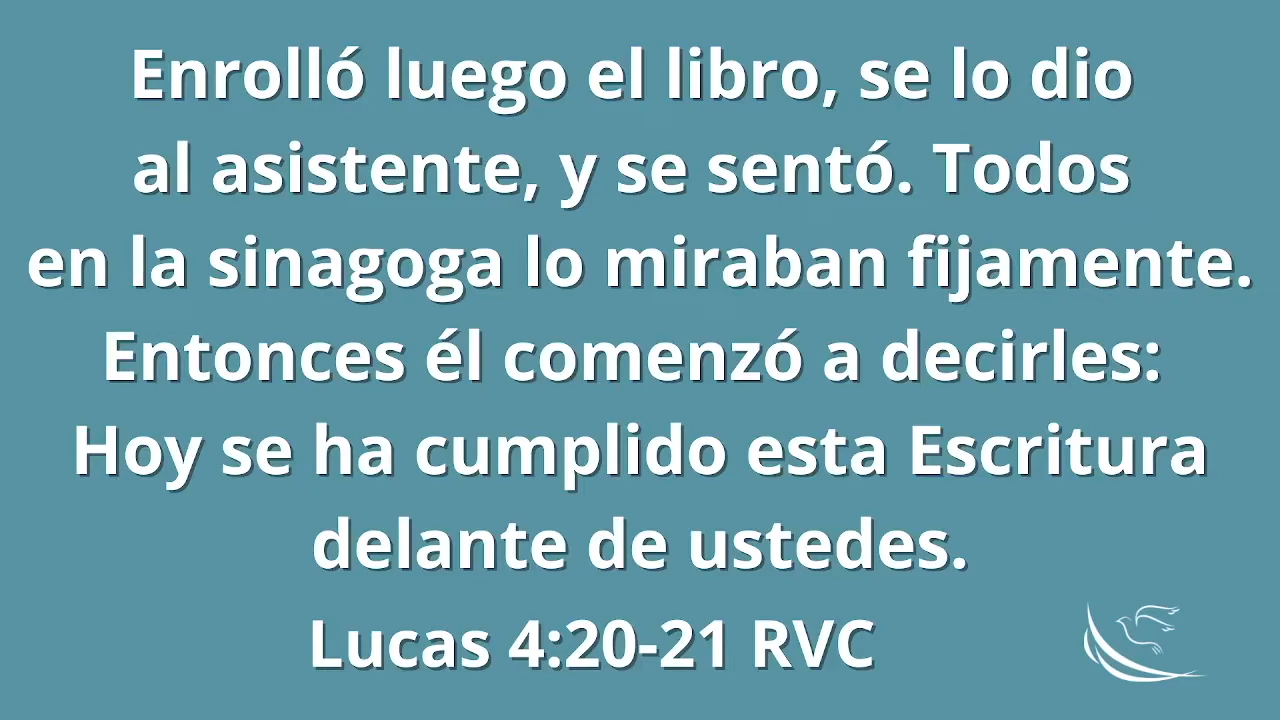 Enrolló luego el libro, se lo dio
al asistente, y se sentó. Todos
en la sinagoga lo miraban fijamente.
Entonces él comenzó a decirles:
Hoy se ha cumplido esta Escritura
delante de ustedes.
Lucas 4:20-21 RVC